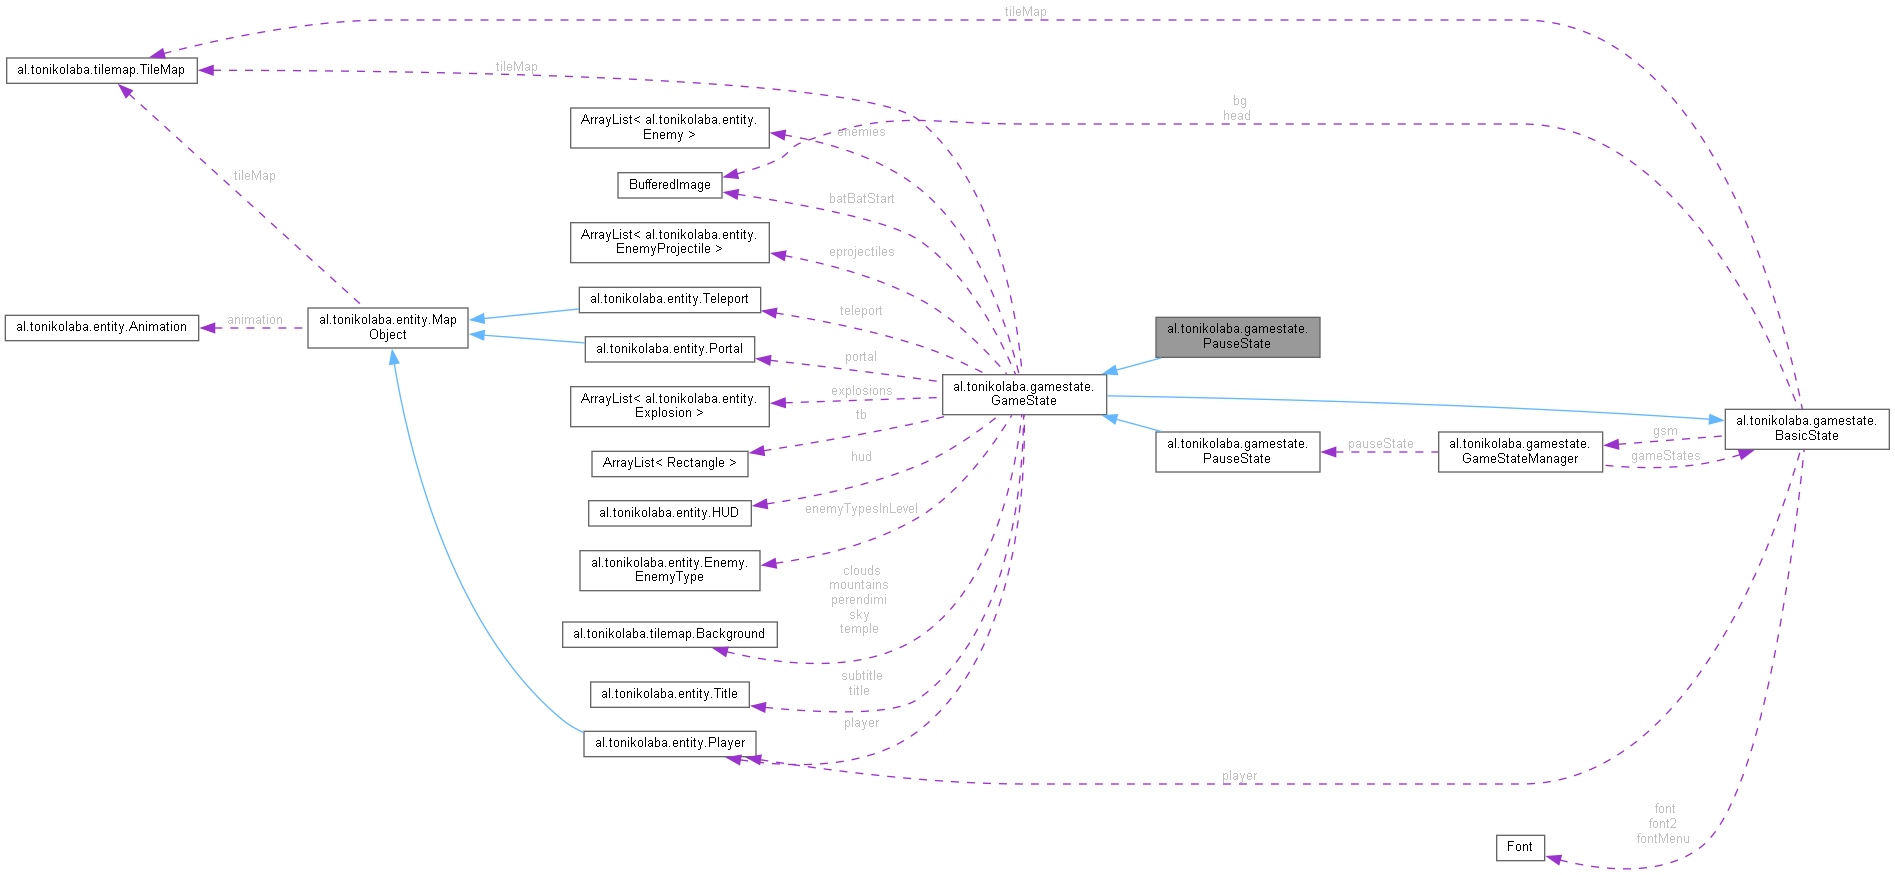 tileMap
al.tonikolaba.tilemap.TileMap
tileMap
bg
head
ArrayList< al.tonikolaba.entity.
Enemy >
enemies
tileMap
BufferedImage
batBatStart
ArrayList< al.tonikolaba.entity.
EnemyProjectile >
eprojectiles
al.tonikolaba.entity.Teleport
teleport
al.tonikolaba.entity.Animation
animation
al.tonikolaba.entity.Map
Object
al.tonikolaba.gamestate.
PauseState
al.tonikolaba.entity.Portal
portal
ArrayList< al.tonikolaba.entity.
Explosion >
explosions
al.tonikolaba.gamestate.
GameState
tb
al.tonikolaba.gamestate.
BasicState
gsm
gameStates
al.tonikolaba.gamestate.
GameStateManager
pauseState
al.tonikolaba.gamestate.
PauseState
ArrayList< Rectangle >
hud
al.tonikolaba.entity.HUD
enemyTypesInLevel
al.tonikolaba.entity.Enemy.
EnemyType
clouds
mountains
perendimi
sky
temple
al.tonikolaba.tilemap.Background
subtitle
title
al.tonikolaba.entity.Title
player
al.tonikolaba.entity.Player
player
font
font2
fontMenu
Font